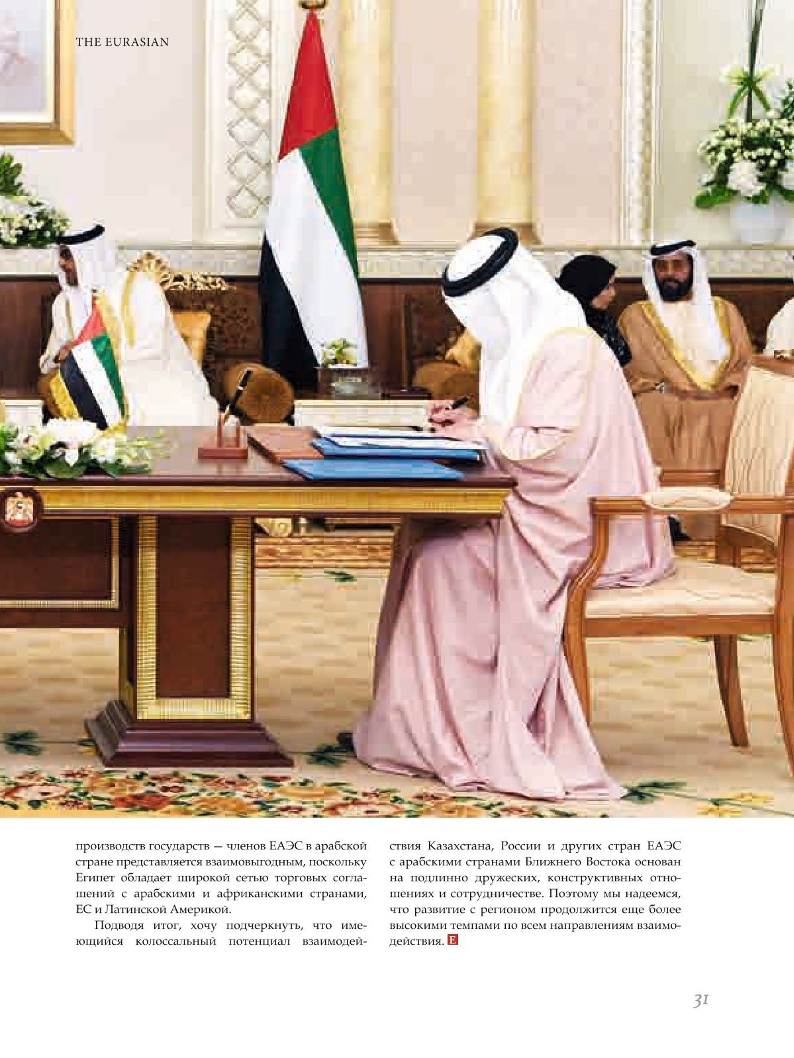 THE EURASIAN
производств государств — членов ЕАЭС в арабской
стране представляется взаимовыгодным, поскольку
Египет обладает широкой сетью торговых согла-
шений с арабскими и африканскими странами,
ЕС и Латинской Америкой.
Подводя итог, хочу подчеркнуть, что име-
ющийся колоссальный потенциал взаимодей-
ствия Казахстана, России и других стран ЕАЭС
с арабскими странами Ближнего Востока основан
на подлинно дружеских, конструктивных отно-
шениях и сотрудничестве. Поэтому мы надеемся,
что развитие с регионом продолжится еще более
высокими темпами по всем направлениям взаимо-
действия. E
31